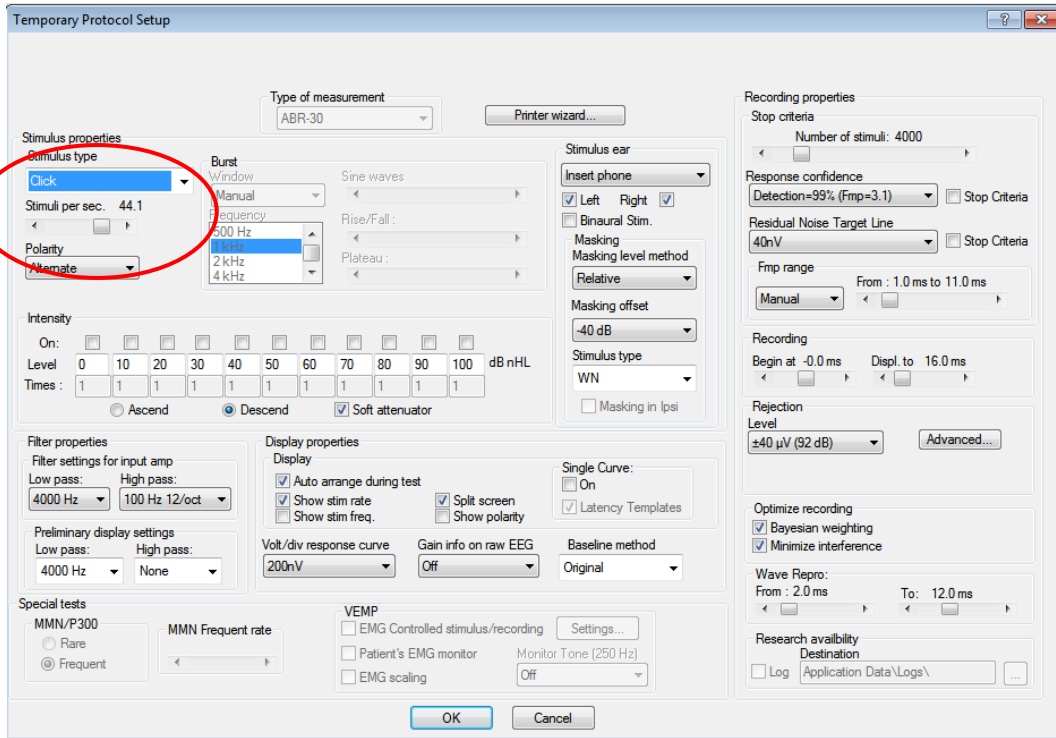 Temporary Protocol Setup
Type of measurement
ABR-30
Printer wizard...
Stimulus properties
Stimulus type
Click
Stimuli per sec. 44.1
Polarity
Alternate
Burst
Window
Manual
Frequency
500 Hz
1 kHz
2 kHz
4 kHz
Sine waves
Rise/Fall :
Plateau :
Stimulus ear
Insert phone
Left Right
Binaural Stim.
Masking
Masking level method
Relative
Masking offset
-40 dB
Stimulus type
WN
Masking in Ipsi
Intensity
On:
Level 0 10 20 30 40 50 60 70 80 90 100 dB nHL
Times : 1 1 1 1 1 1 1 1 1 1 1
Ascend Descend Soft attenuator
Filter properties
Filter settings for input amp
Low pass: High pass:
4000 Hz 100 Hz 12/oct
Preliminary display settings
Low pass: High pass:
4000 Hz None
Display properties
Display
Auto arrange during test
Show stim rate Split screen
Show stim freq. Show polarity
Single Curve:
On
Latency Templates
Volt/div response curve Gain info on raw EEG Baseline method
200nV Off Original
Special tests
MMN/P300
Rare
Frequent
MMN Frequent rate
VEMP
EMG Controlled stimulus/recording Settings...
Patient's EMG monitor Monitor Tone (250 Hz)
EMG scaling Off
Recording properties
Stop criteria
Number of stimuli: 4000
Response confidence
Detection=99% (Fmp=3.1) Stop Criteria
Residual Noise Target Line
40nV Stop Criteria
Fmp range
From : 1.0 ms to 11.0 ms
Manual
Recording
Begin at -0.0 ms Displ. to 16.0 ms
Rejection
Level
±40 µV (92 dB) Advanced...
Optimize recording
Bayesian weighting
Minimize interference
Wave Repro:
From : 2.0 ms To: 12.0 ms
Research availbility
Destination
Log Application Data\Logs\ ...
OK Cancel